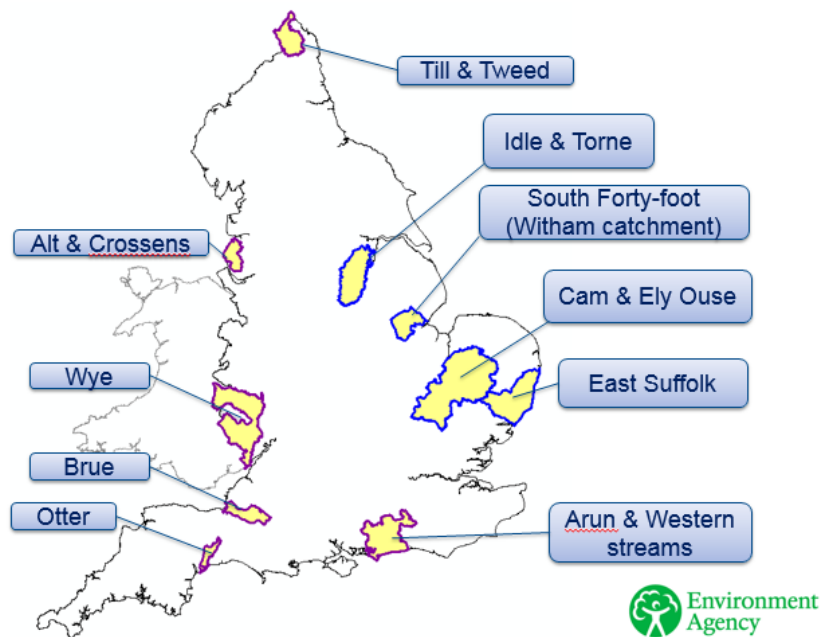 Till & Tweed
Idle & Torne
South Forty-foot
(Witham catchment)
Alt & Crossens
Cam & Ely Ouse
Wye
East Suffolk
Brue
Otter
Arun & Western
streams
Environment
Agency